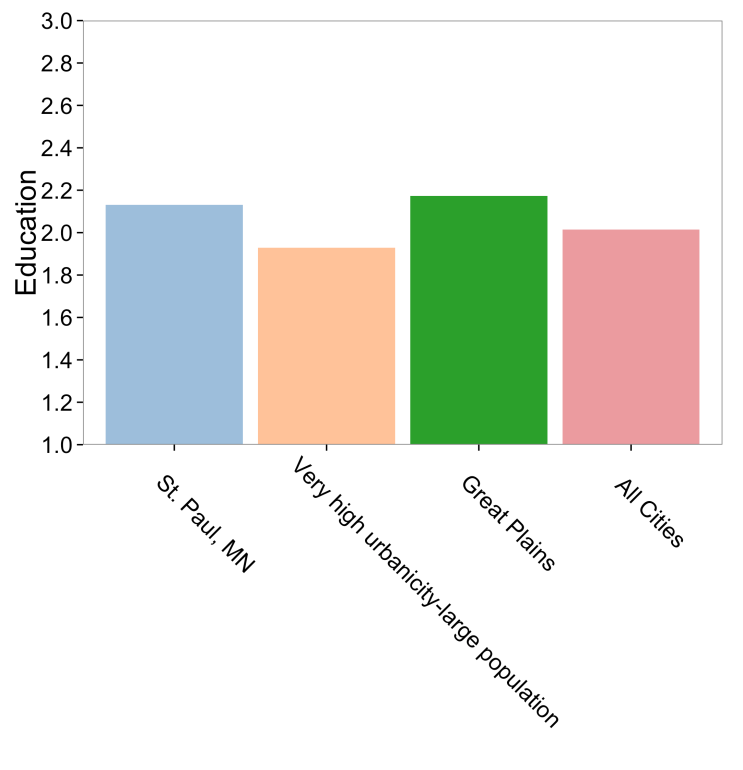 3.0
2.8
2.6
2.4
2.2
2.0
1.8
1.6
1.4
1.2
1.0
Education
St. Paul, MN
Very high urbanicity-large population
Great Plains
All Cities